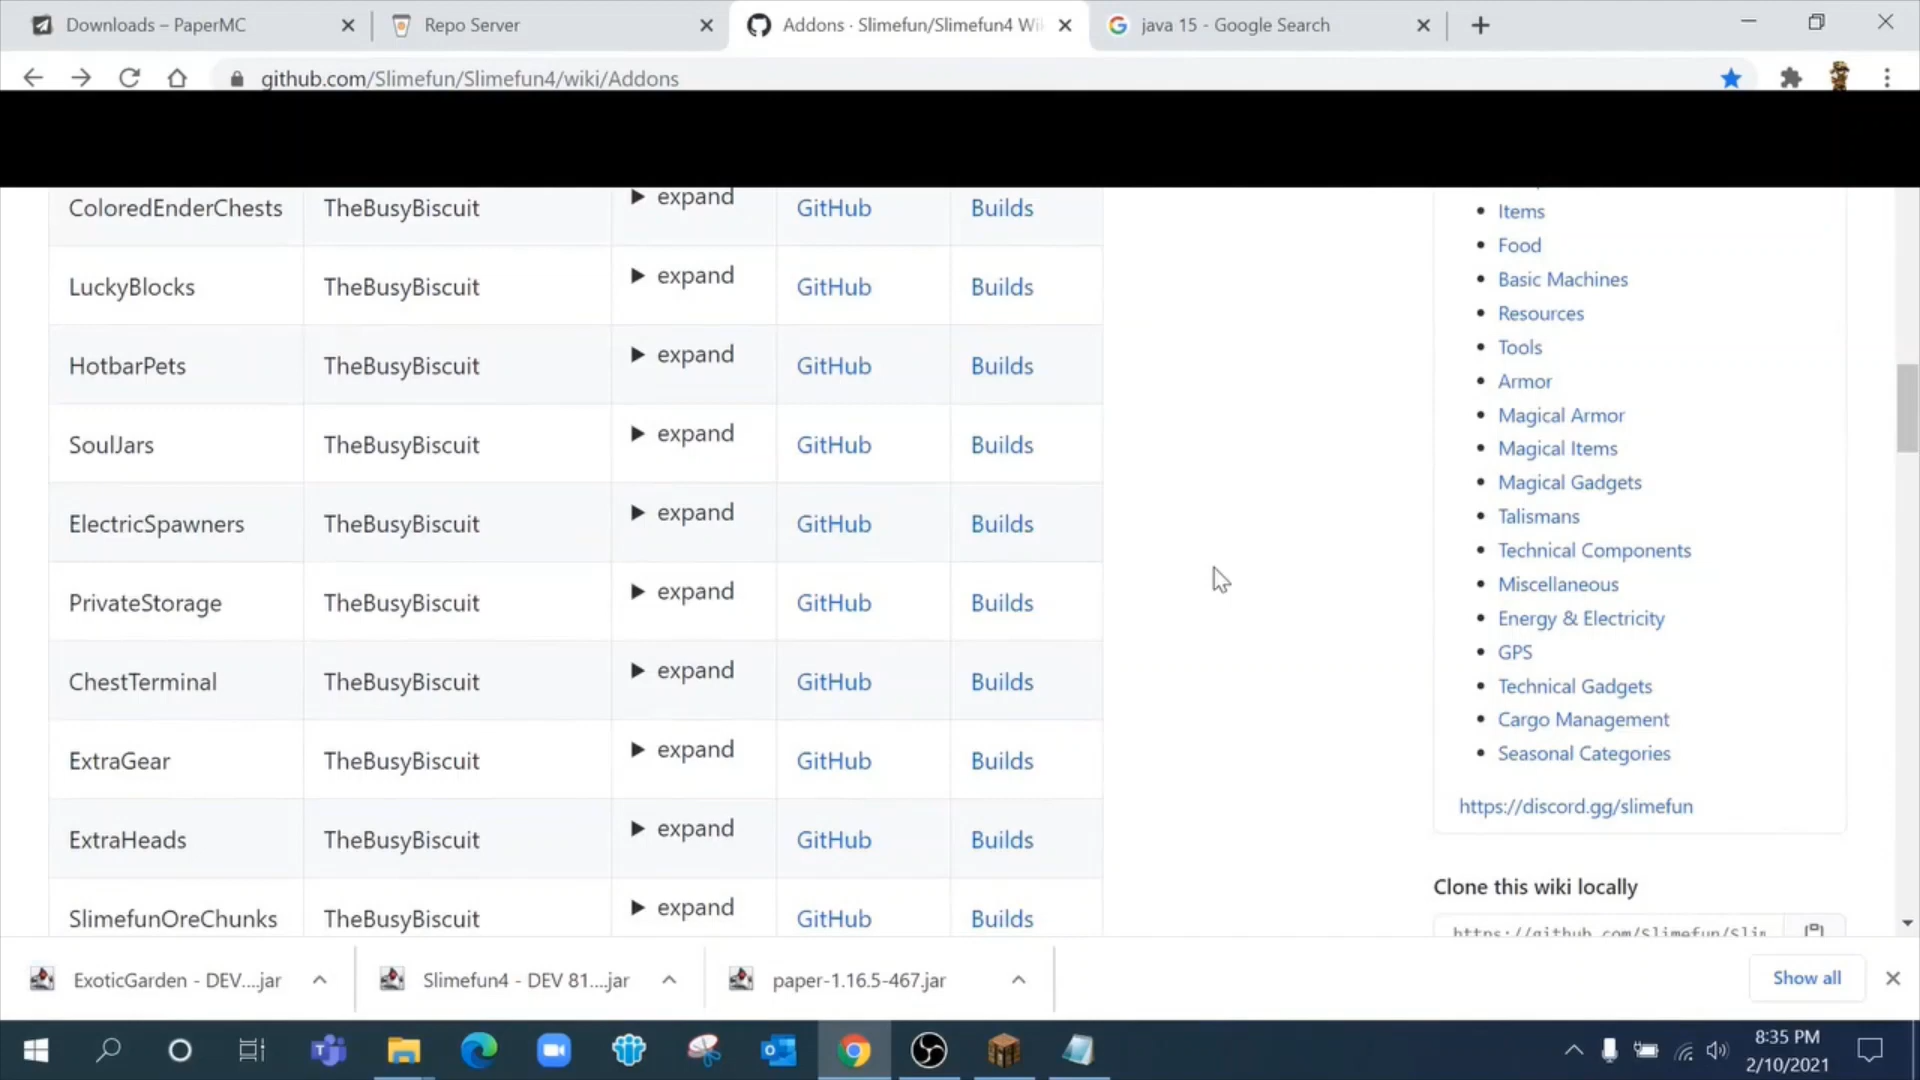 Downloads – PaperMC
Repo Server
Addons · Slimefun/Slimefun4 Wi
java 15 - Google Search
github.com/Slimefun/Slimefun4/wiki/Addons
ColoredEnderChests TheBusyBiscuit expand GitHub Builds
LuckyBlocks TheBusyBiscuit expand GitHub Builds
HotbarPets TheBusyBiscuit expand GitHub Builds
SoulJars TheBusyBiscuit expand GitHub Builds
ElectricSpawners TheBusyBiscuit expand GitHub Builds
PrivateStorage TheBusyBiscuit expand GitHub Builds
ChestTerminal TheBusyBiscuit expand GitHub Builds
ExtraGear TheBusyBiscuit expand GitHub Builds
ExtraHeads TheBusyBiscuit expand GitHub Builds
SlimefunOreChunks TheBusyBiscuit expand GitHub Builds
Items
Food
Basic Machines
Resources
Tools
Armor
Magical Armor
Magical Items
Magical Gadgets
Talismans
Technical Components
Miscellaneous
Energy & Electricity
GPS
Technical Gadgets
Cargo Management
Seasonal Categories
https://discord.gg/slimefun
Clone this wiki locally
https://github.com/Slimefun/Slim
ExoticGarden - DEV....jar
Slimefun4 - DEV 81....jar
paper-1.16.5-467.jar
Show all
8:35 PM
2/10/2021